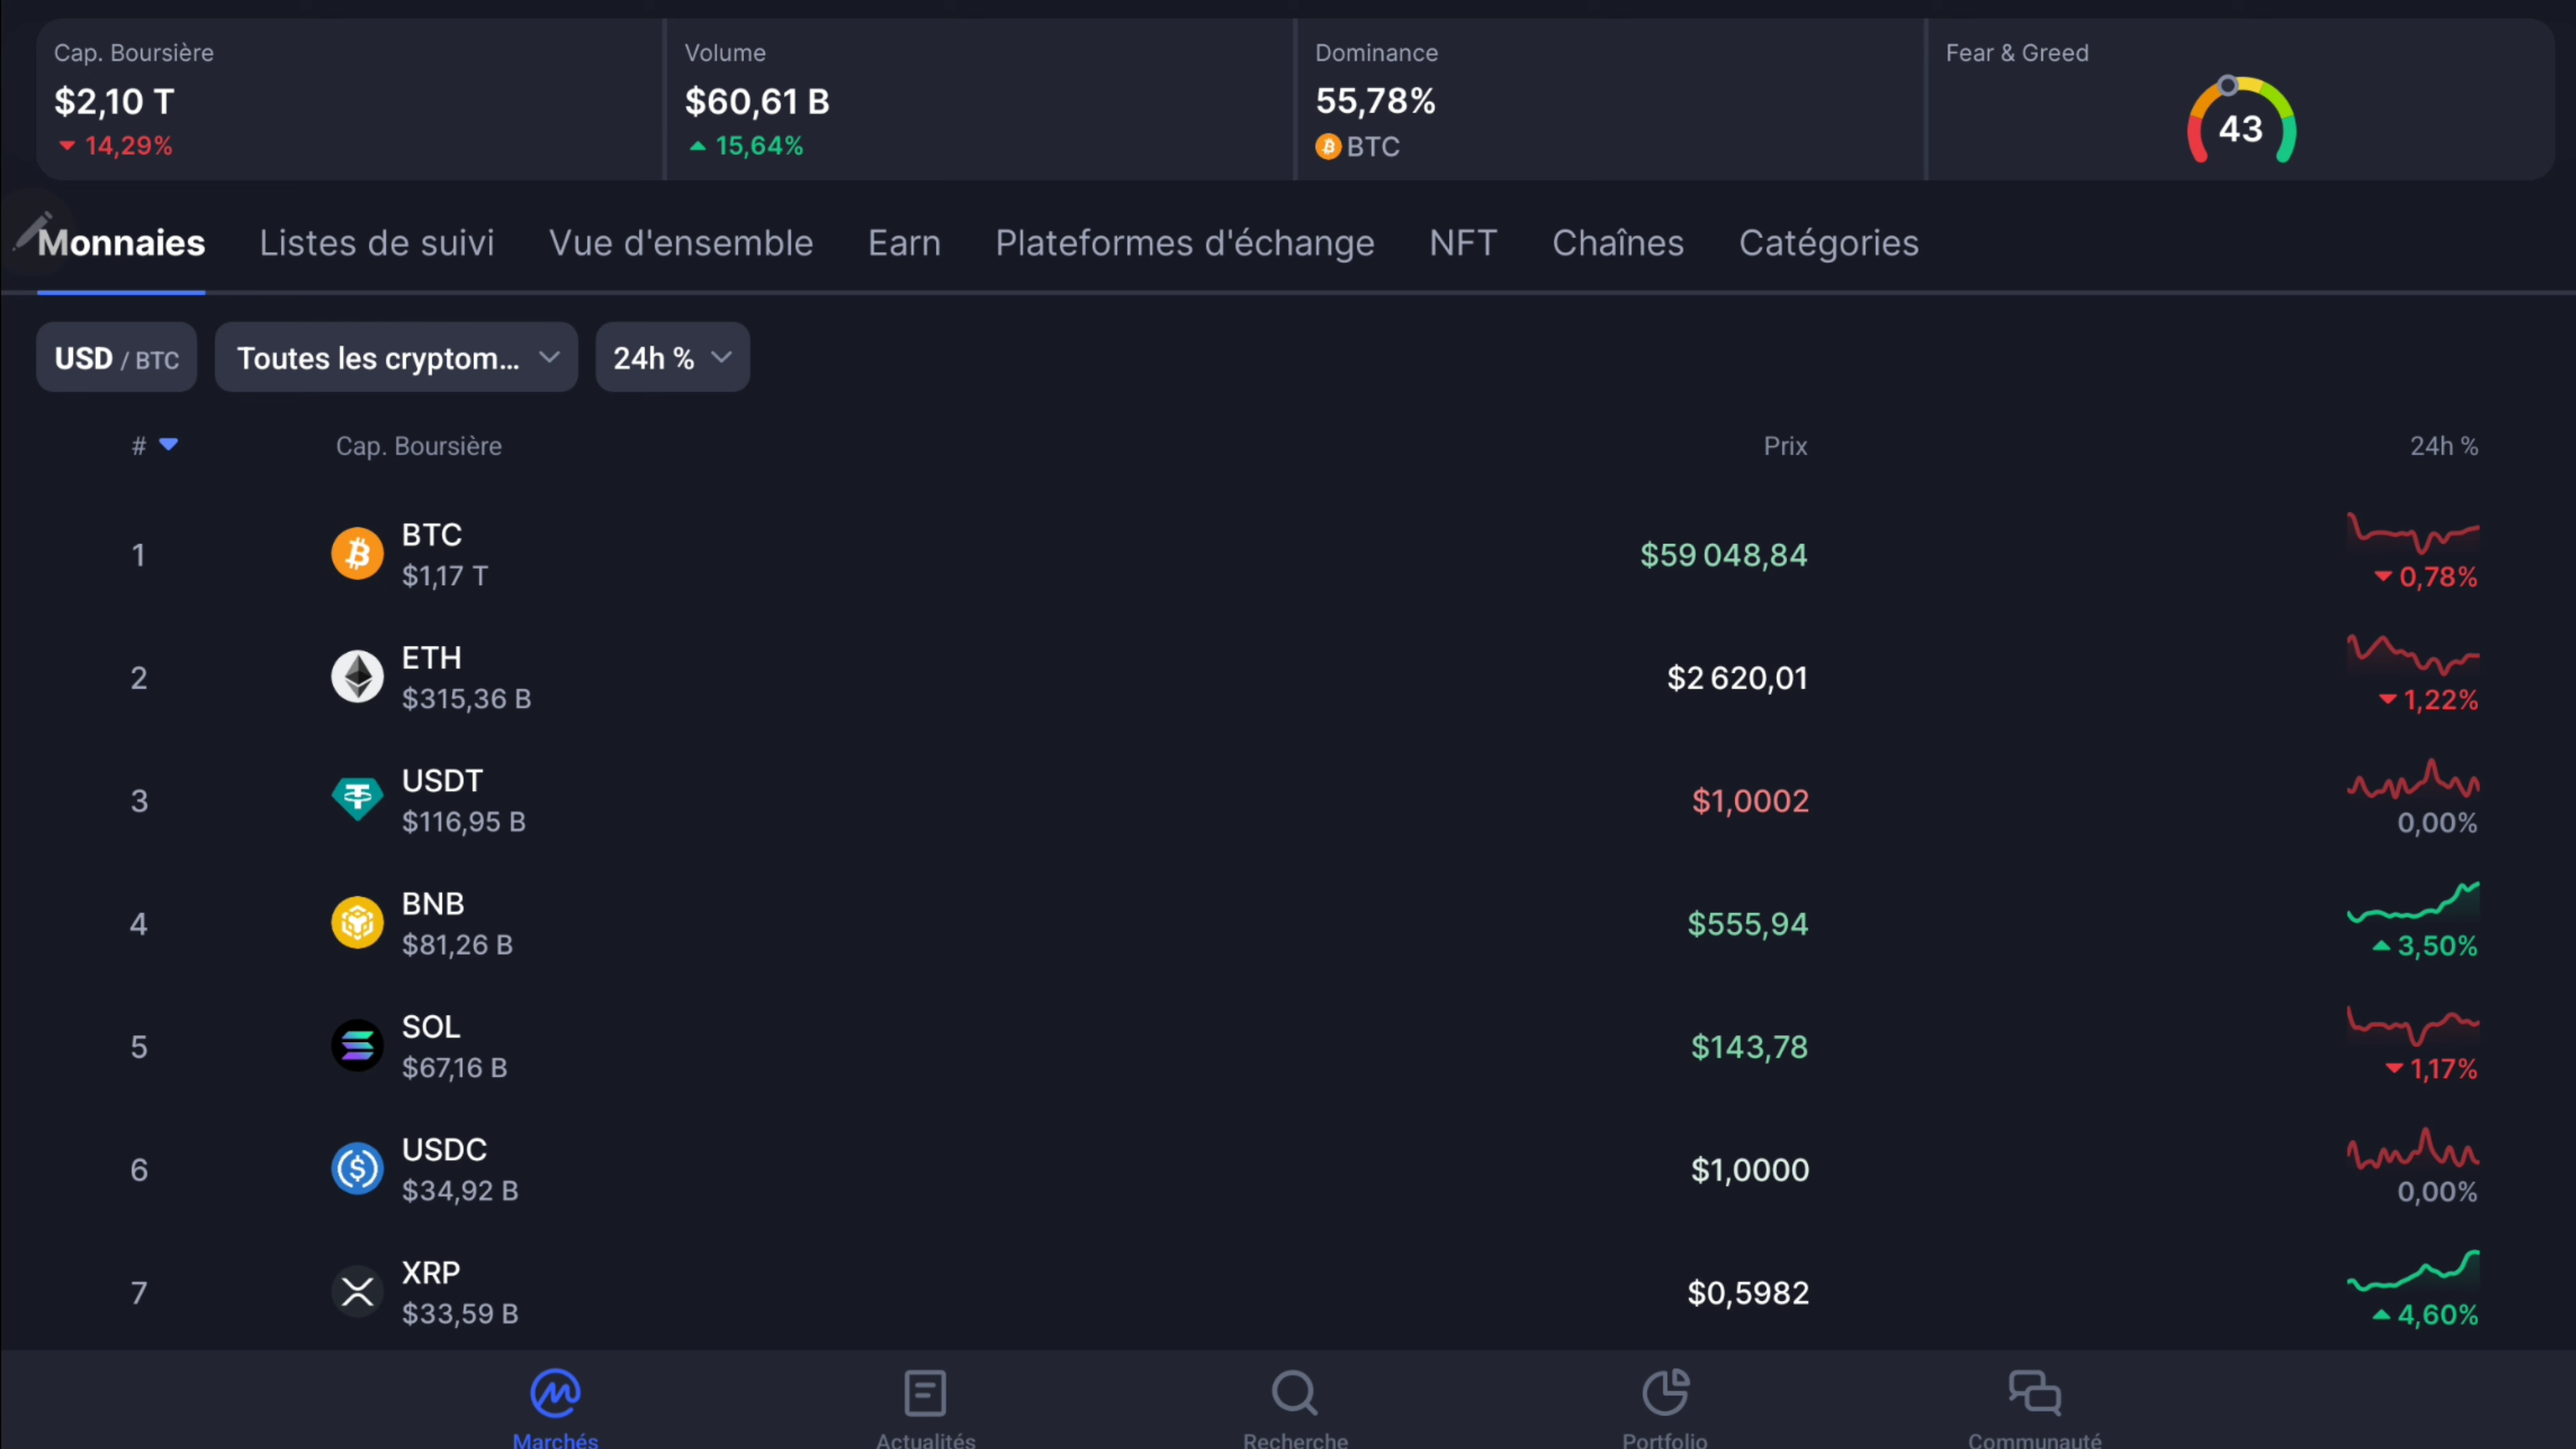 Cap. Boursière
$2,10 T
14,29%
Volume
$60,61 B
15,64%
Dominance
55,78%
BTC
Fear & Greed
43
Monnaies Listes de suivi Vue d'ensemble Earn Plateformes d'échange NFT Chaînes Catégories
USD / BTC Toutes les cryptom... 24h %
# Cap. Boursière Prix 24h %
1 BTC $59 048,84
$1,17 T 0,78%
2 ETH $2 620,01
$315,36 B 1,22%
3 USDT $1,0002
$116,95 B 0,00%
4 BNB $555,94
$81,26 B 3,50%
5 SOL $143,78
$67,16 B 1,17%
6 USDC $1,0000
$34,92 B 0,00%
7 XRP $0,5982
$33,59 B 4,60%
Marchés Actualités Recherche Portfolio Communauté